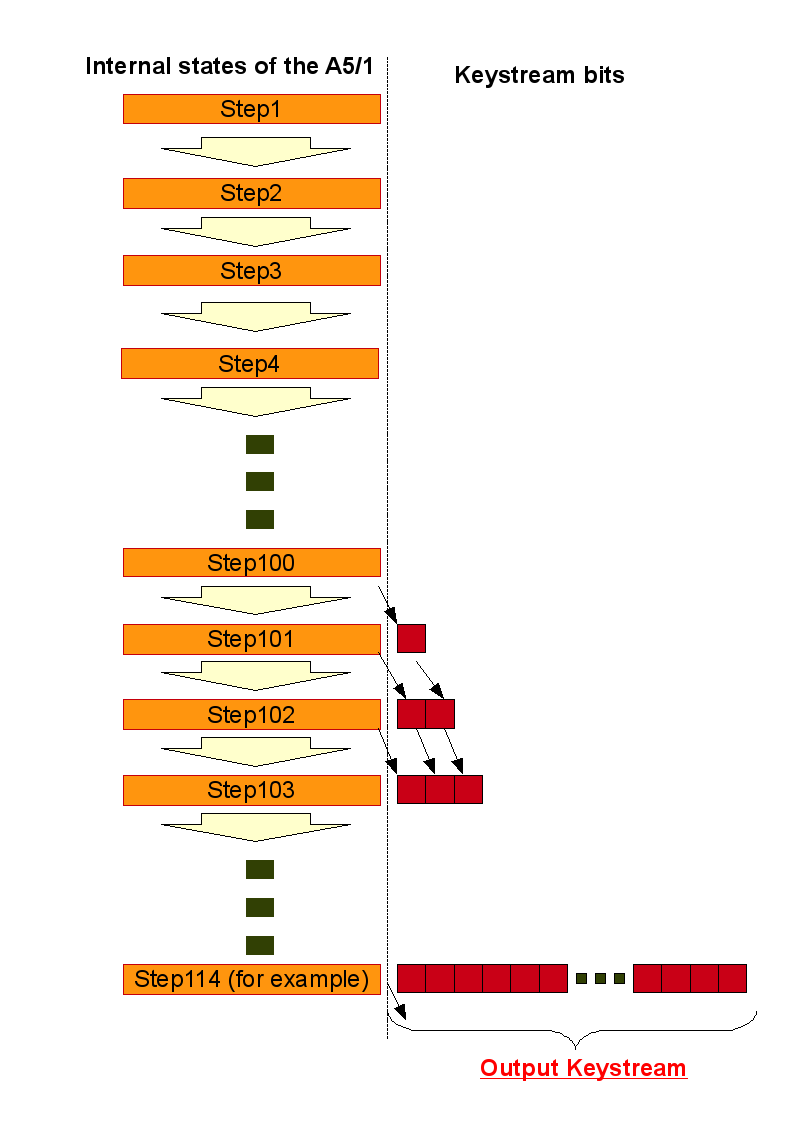 Internal states of the A5/1
Keystream bits
Step1
Step2
Step3
Step4
Step100
Step101
Step102
Step103
Step114 (for example)
Output Keystream